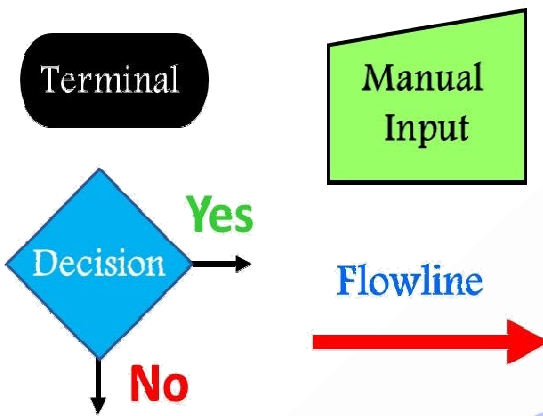 Terminal
Manual
Input
Yes
Decision
Flowline
No